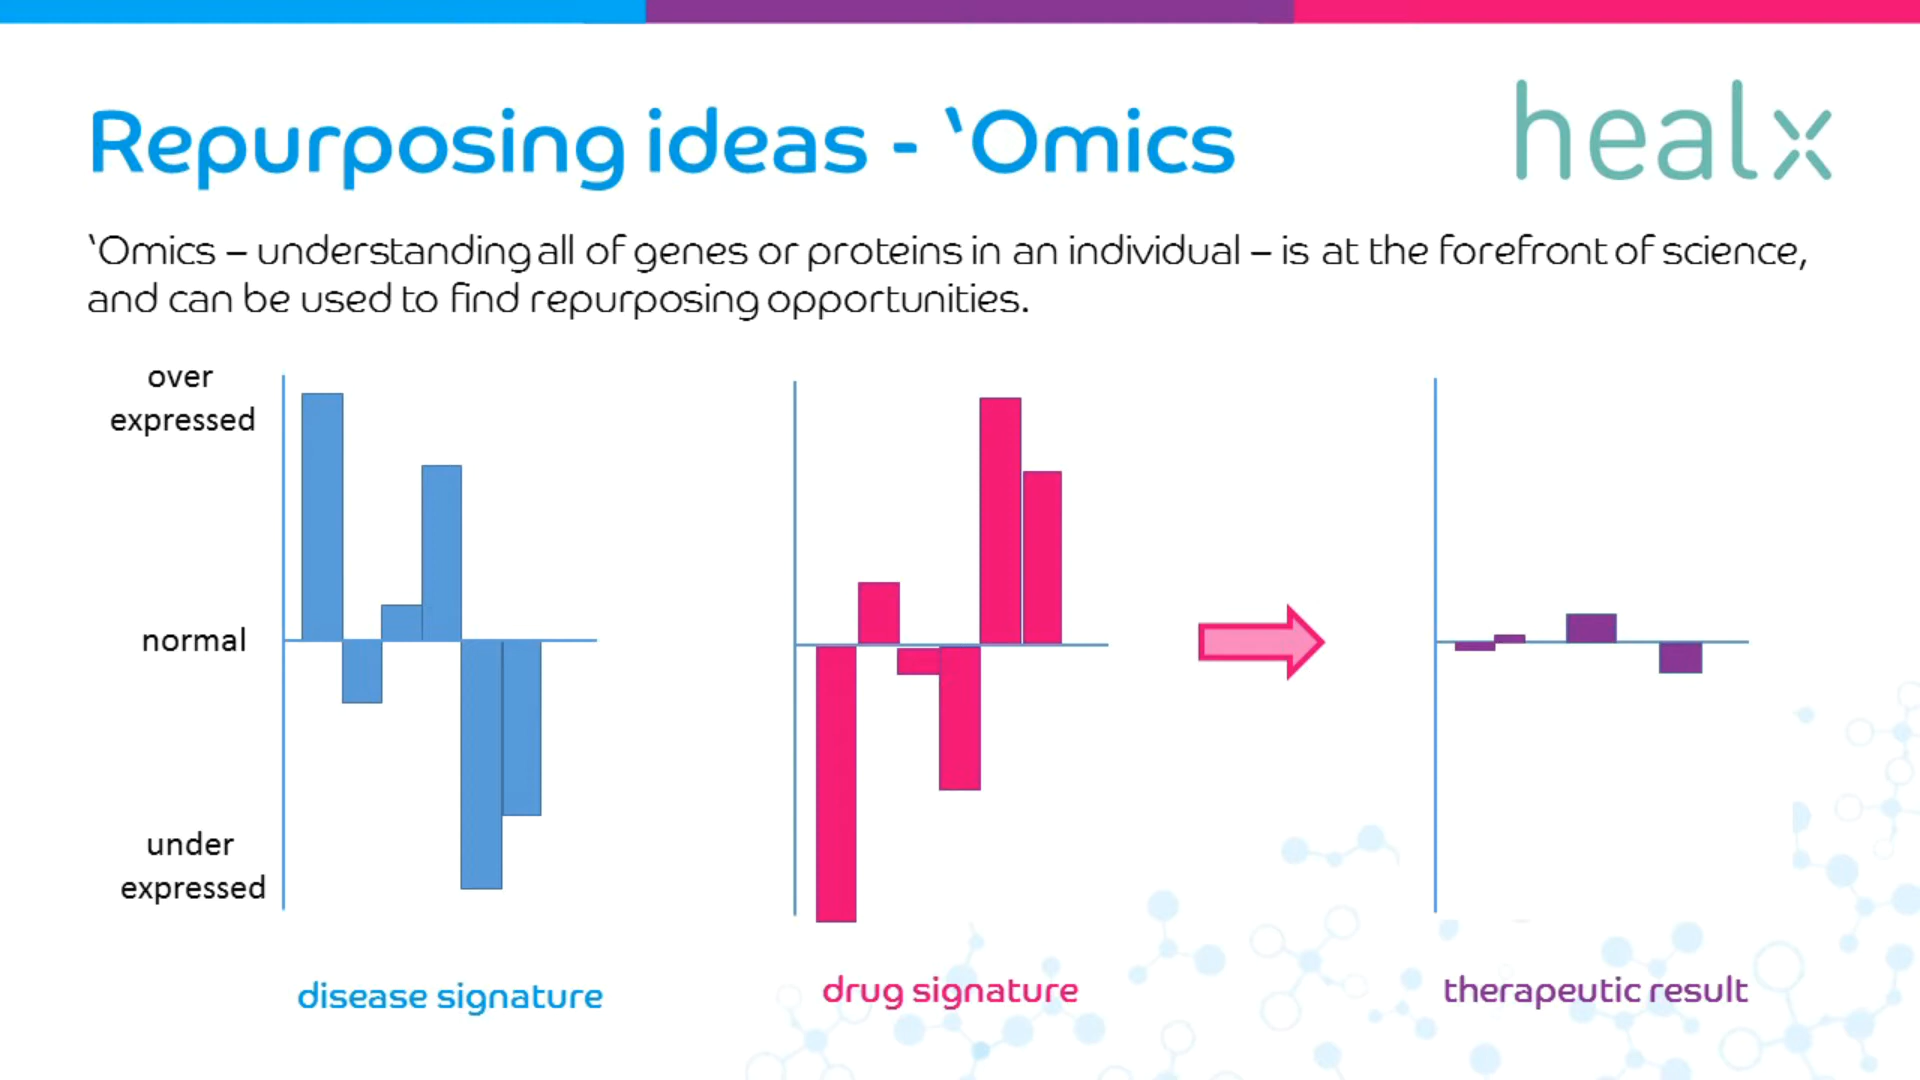 Repurposing ideas - ‘Omics
healx
‘Omics – understanding all of genes or proteins in an individual – is at the forefront of science,
and can be used to find repurposing opportunities.
over
expressed
normal
under
expressed
disease signature
drug signature
therapeutic result